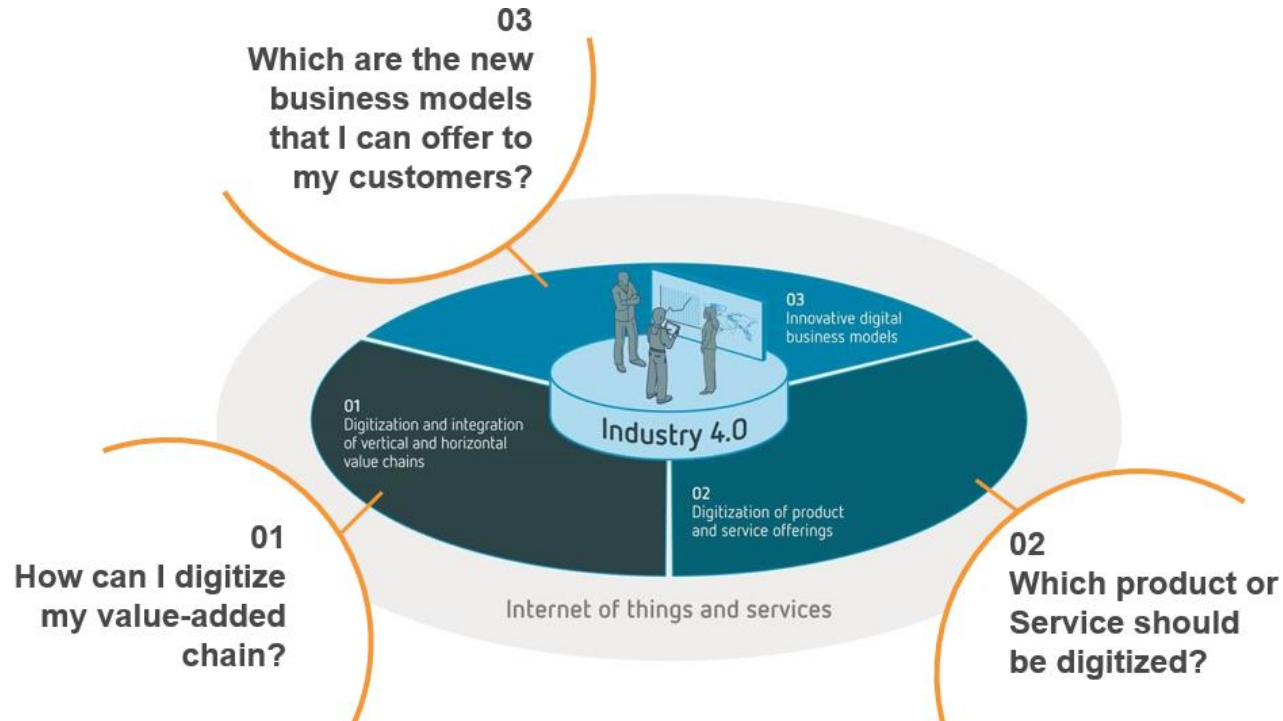 03
Which are the new
business models
that I can offer to
my customers?
03
Innovative digital
business models
01
Digitization and integration
of vertical and horizontal
value chains
Industry 4.0
02
Digitization of product
and service offerings
01
How can I digitize
my value-added
chain?
02
Which product or
Service should
be digitized?
Internet of things and services